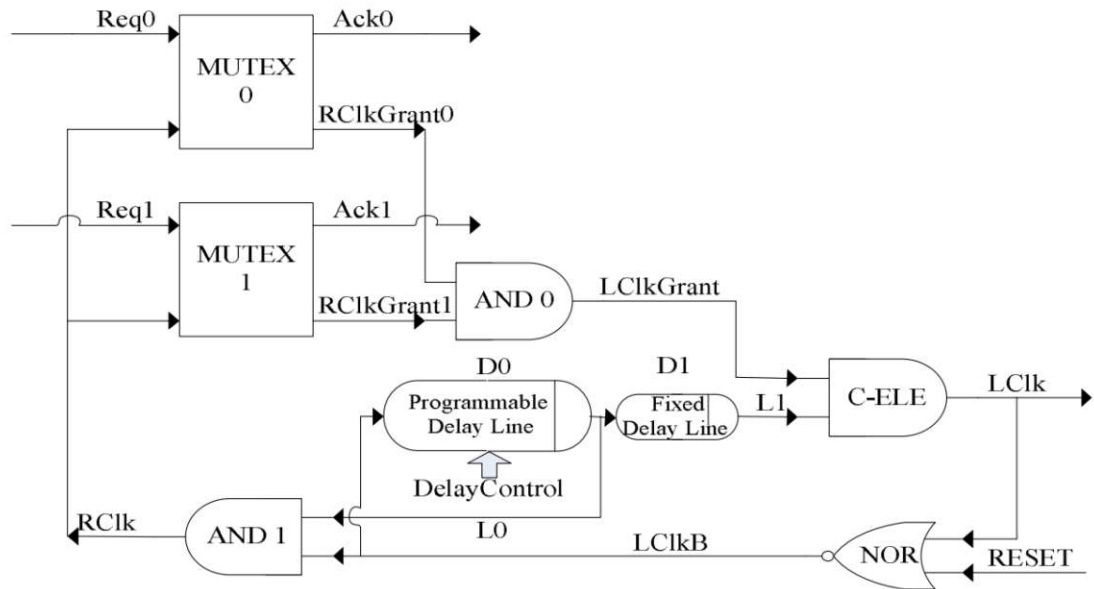 Req0
Ack0
MUTEX
0
RClkGrant0
Req1
Ack1
MUTEX
1
RClkGrant1
AND 0
LClkGrant
D0
D1
Programmable
Delay Line
Fixed
Delay Line
L1
C-ELE
LClk
DelayControl
RClk
AND 1
L0
LClkB
NOR
RESET